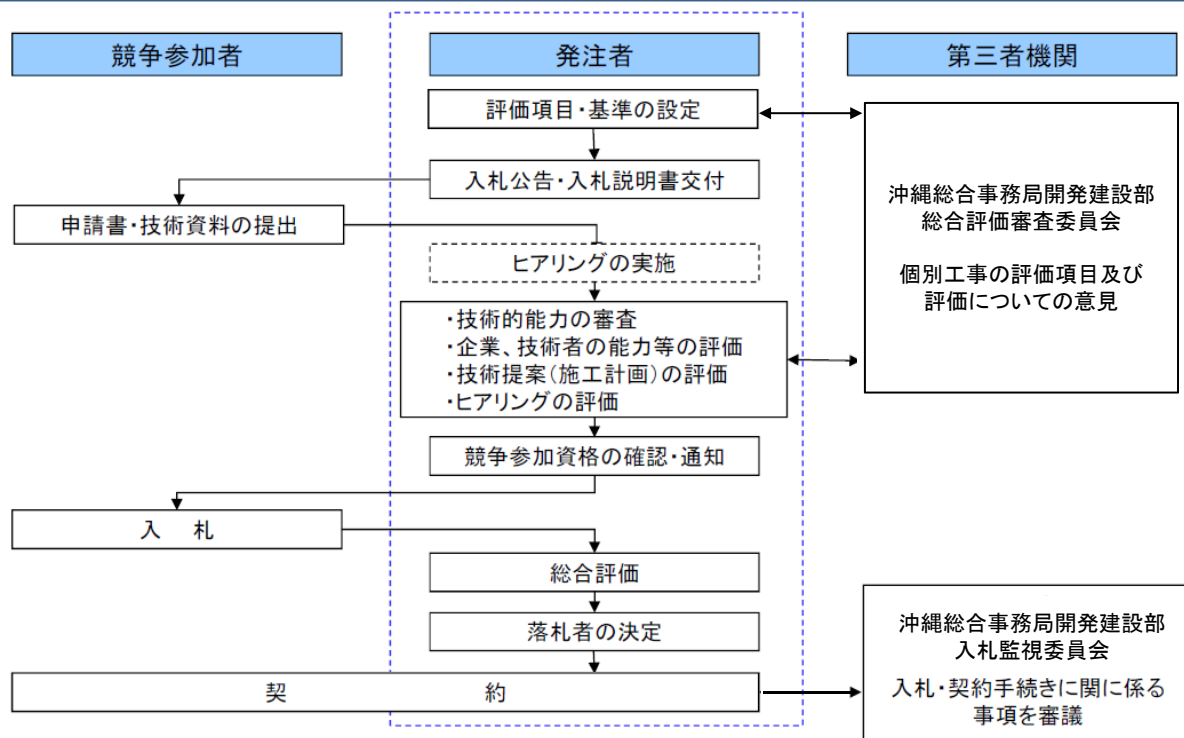 競争参加者
発注者
第三者機関
評価項目・基準の設定
入札公告・入札説明書交付
申請書・技術資料の提出
ヒアリングの実施
・技術的能力の審査
・企業、技術者の能力等の評価
・技術提案(施工計画)の評価
・ヒアリングの評価
沖縄総合事務局開発建設部
総合評価審査委員会
個別工事の評価項目及び
評価についての意見
競争参加資格の確認・通知
入 札
総合評価
落札者の決定
契 約
沖縄総合事務局開発建設部
入札監視委員会
入札・契約手続きに関に係る
事項を審議